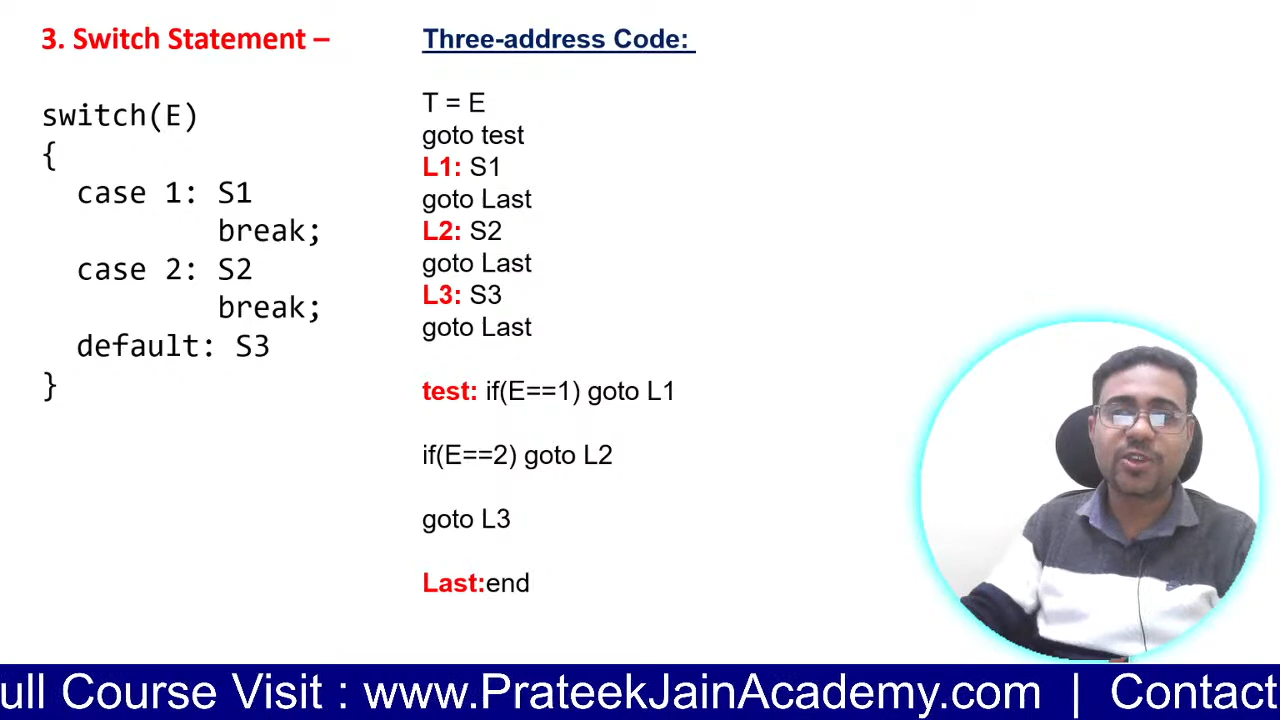 3. Switch Statement –
switch(E)
{
case 1: S1
break;
case 2: S2
break;
default: S3
}
Three-address Code:
T = E
goto test
L1: S1
goto Last
L2: S2
goto Last
L3: S3
goto Last
test: if(E==1) goto L1
if(E==2) goto L2
goto L3
Last:end
ull Course Visit : www.PrateekJainAcademy.com | Contact